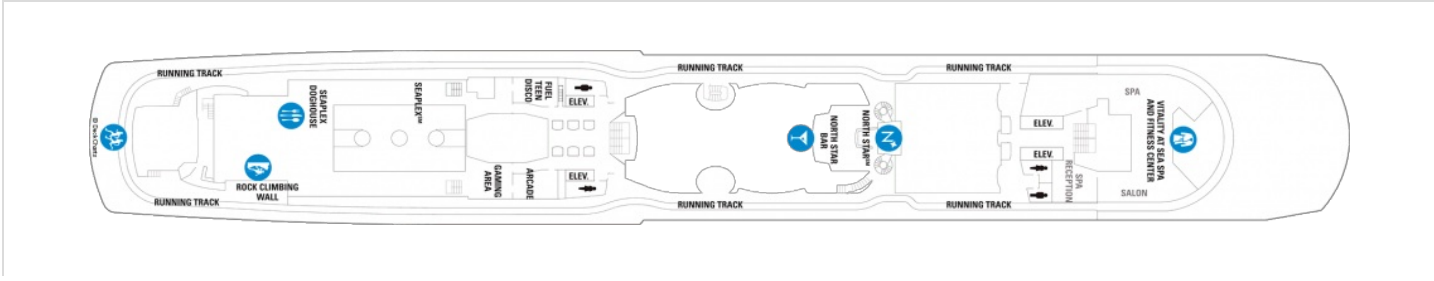 RUNNING TRACK
RUNNING TRACK
RUNNING TRACK
© Deck Chartz
SEAPLEX
DOGHOUSE
SEAPLEX™
FUEL
TEEN
DISCO
ELEV.
ROCK CLIMBING
WALL
GAMING
AREA
ARCADE
ELEV.
NORTH STAR
BAR
NORTH STAR™
N
ELEV.
ELEV.
SPA
RECEPTION
SPA
VITALITY AT SEA SPA
AND FITNESS CENTER
SALON
RUNNING TRACK
RUNNING TRACK
RUNNING TRACK